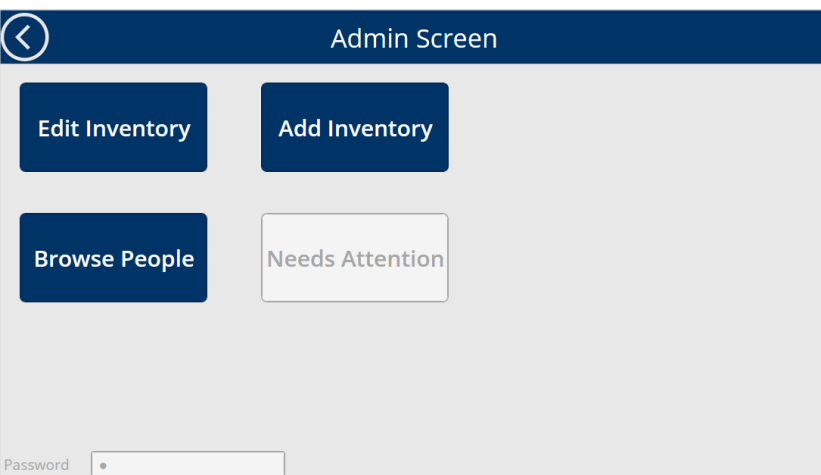 Admin Screen
Edit Inventory
Add Inventory
Browse People
Needs Attention
Password